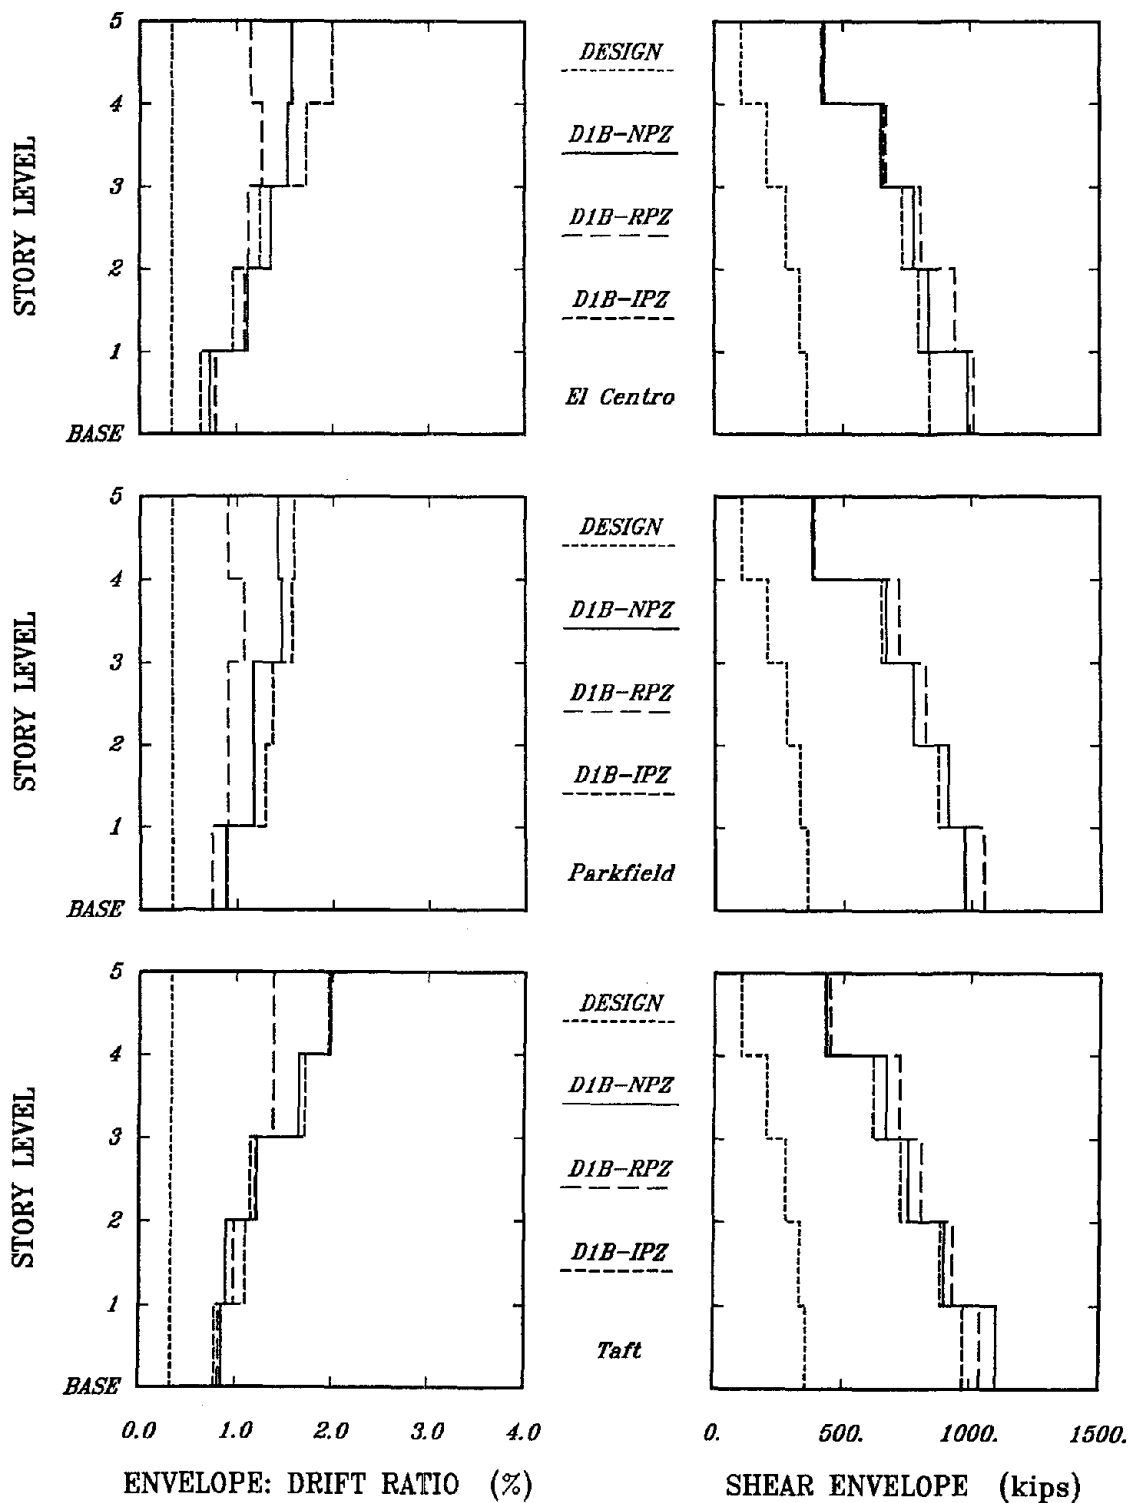 STORY LEVEL
5
4
3
2
1
BASE
DESIGN
D1B-NPZ
D1B-RPZ
D1B-IPZ
El Centro
STORY LEVEL
5
4
3
2
1
BASE
DESIGN
D1B-NPZ
D1B-RPZ
D1B-IPZ
Parkfield
STORY LEVEL
5
4
3
2
1
BASE
DESIGN
D1B-NPZ
D1B-RPZ
D1B-IPZ
Taft
0.0 1.0 2.0 3.0 4.0
0. 500. 1000. 1500.
ENVELOPE: DRIFT RATIO (%)
SHEAR ENVELOPE (kips)